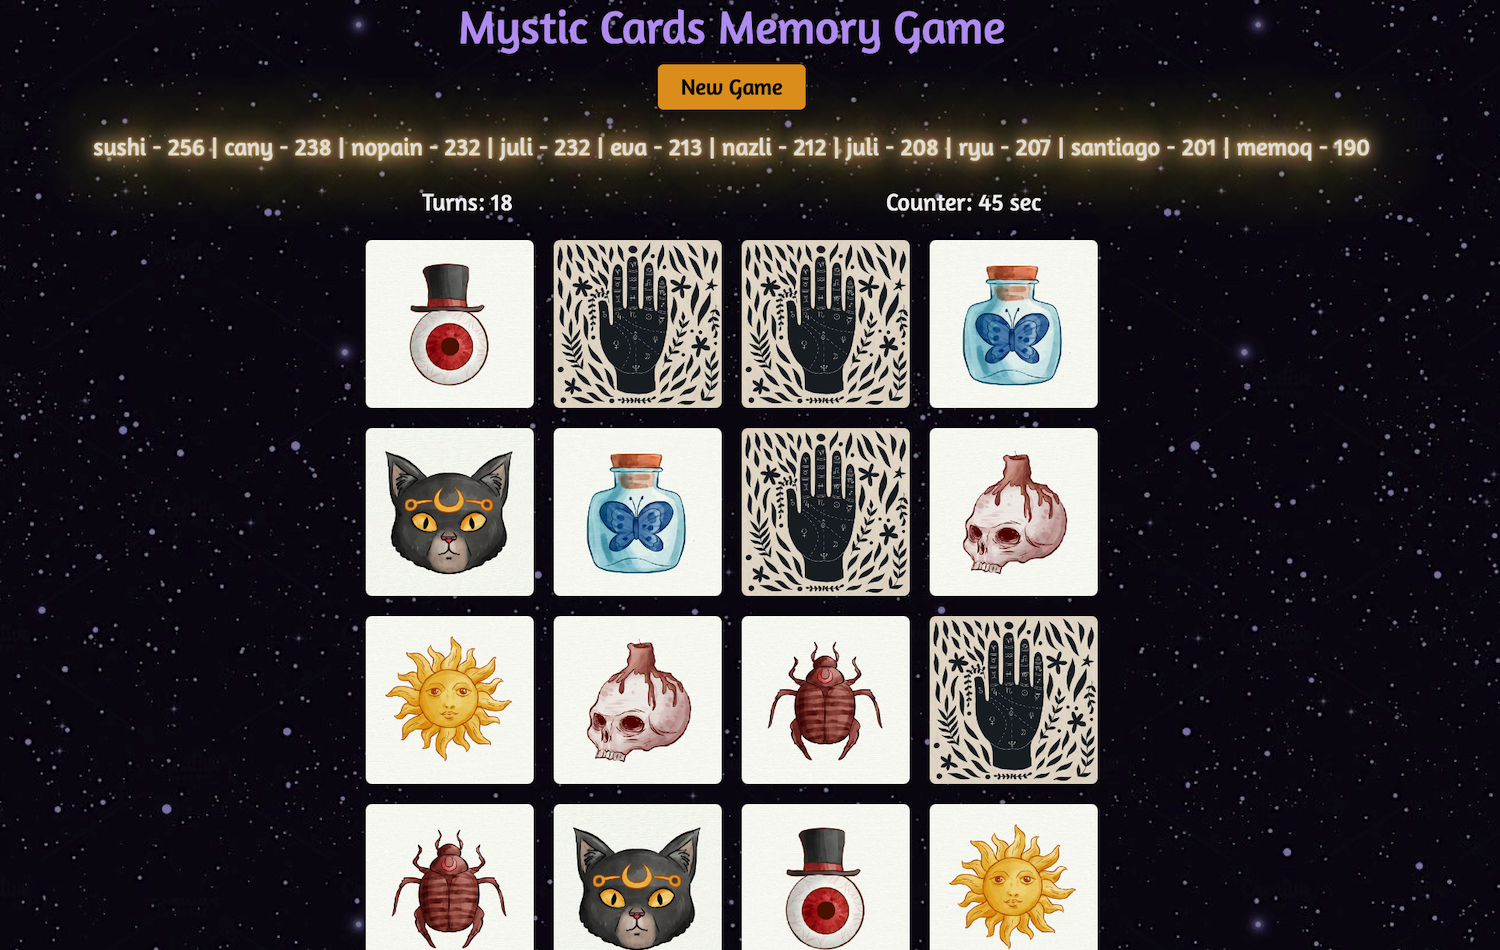 Mystic Cards Memory Game
New Game
sushi - 256 | cany - 238 | nopain - 232 | juli - 232 | eva - 213 | nazli - 212 | juli - 208 | ryu - 207 | santiago - 201 | memoq - 190
Turns: 18
Counter: 45 sec